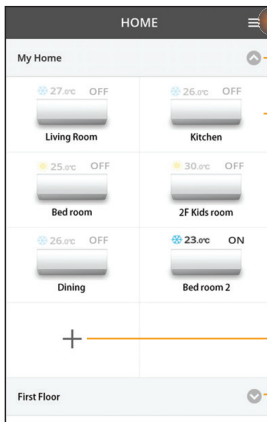 HOME
My Home
27.0℃ OFF 26.0℃ OFF
Living Room Kitchen
25.0℃ OFF 30.0℃ OFF
Bed room 2F Kids room
26.0℃ OFF 23.0℃ ON
Dining Bed room 2
First Floor